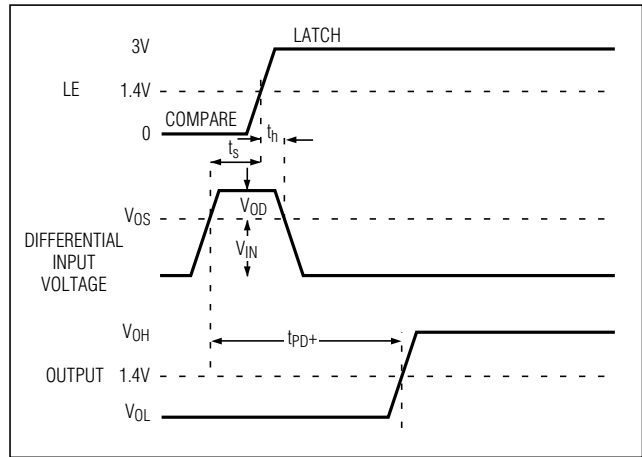 3V
LATCH
LE
1.4V
COMPARE
0
th
ts
VOD
VOS
VIN
DIFFERENTIAL
INPUT
VOLTAGE
VOH
tPD+
OUTPUT
1.4V
VOL